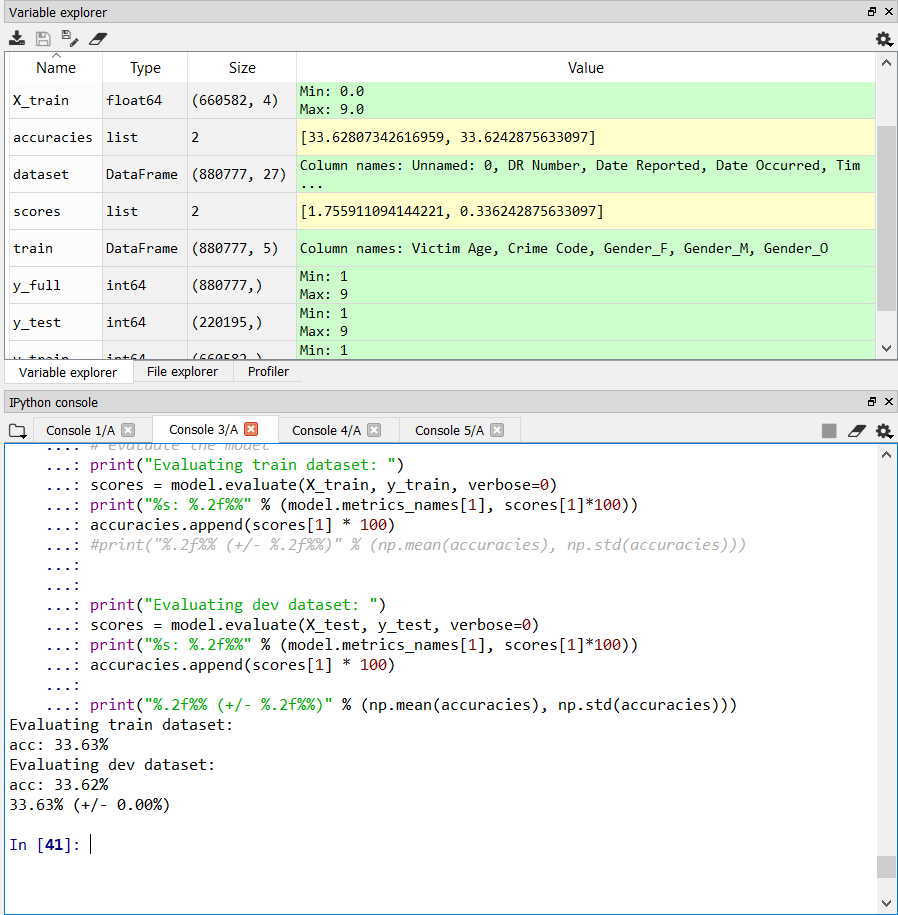 Variable explorer
Name Type Size Value
X_train float64 (660582, 4) Min: 0.0
Max: 9.0
accuracies list 2 [33.62807342616959, 33.6242875633097]
dataset DataFrame (880777, 27) Column names: Unnamed: 0, DR Number, Date Reported, Date Occurred, Tim
...
scores list 2 [1.755911094144221, 0.336242875633097]
train DataFrame (880777, 5) Column names: Victim Age, Crime Code, Gender_F, Gender_M, Gender_O
y_full int64 (880777,) Min: 1
Max: 9
y_test int64 (220195,) Min: 1
Max: 9
y_train int64 (660582,) Min: 1
Variable explorer File explorer Profiler
IPython console
Console 1/A Console 3/A Console 4/A Console 5/A
...: # evaluate the model
...: print("Evaluating train dataset: ")
...: scores = model.evaluate(X_train, y_train, verbose=0)
...: print("%s: %.2f%%" % (model.metrics_names[1], scores[1]*100))
...: accuracies.append(scores[1] * 100)
...: #print("%.2f%% (+/- %.2f%%)" % (np.mean(accuracies), np.std(accuracies)))
...:
...:
...: print("Evaluating dev dataset: ")
...: scores = model.evaluate(X_test, y_test, verbose=0)
...: print("%s: %.2f%%" % (model.metrics_names[1], scores[1]*100))
...: accuracies.append(scores[1] * 100)
...:
...: print("%.2f%% (+/- %.2f%%)" % (np.mean(accuracies), np.std(accuracies)))
Evaluating train dataset:
acc: 33.63%
Evaluating dev dataset:
acc: 33.62%
33.63% (+/- 0.00%)
In [41]: